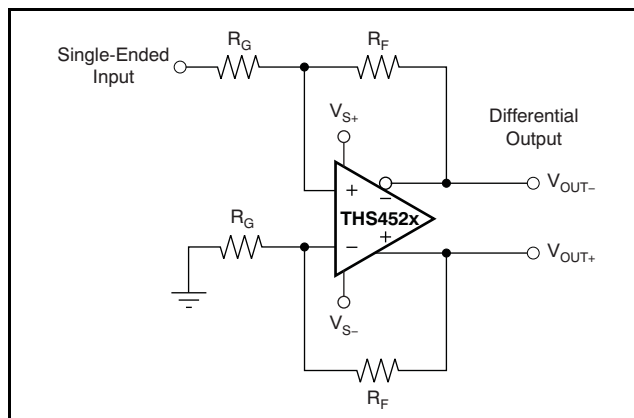 R_G
R_F
Single-Ended
Input
V_S+
Differential
Output
+
−
V_OUT−
THS452x
R_G
−
+
V_OUT+
V_S−
R_F